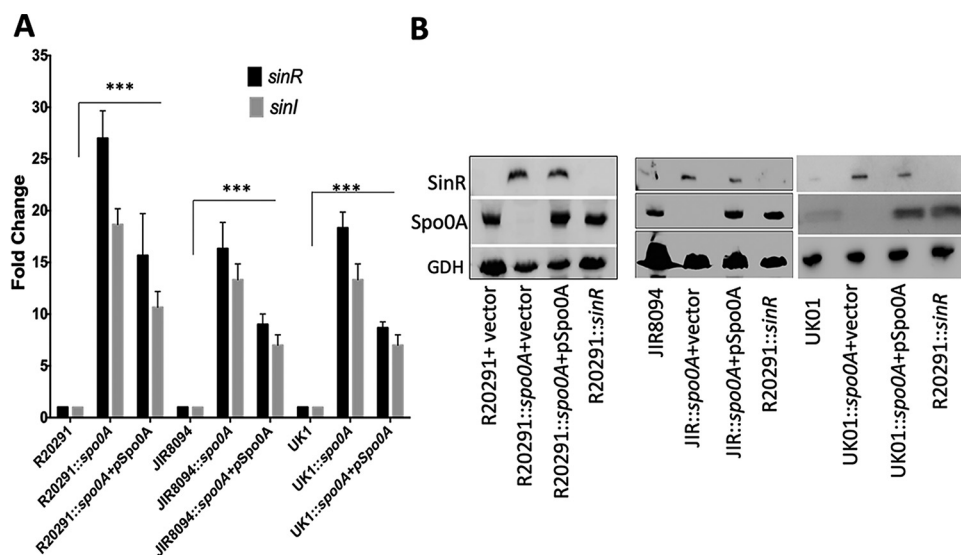 A
B
35
30
25
20
15
10
5
0
Fold Change
sinR
sinI
***
***
***
R20291
R20291::spo0A
R20291::spo0A+pSpo0A
JIR8094
JIR8094::spo0A
JIR8094::spo0A+pSpo0A
UK1
UK1::spo0A
UK1::spo0A+pSpo0A
SinR
Spo0A
GDH
R20291+ vector
R20291::spo0A+vector
R20291::spo0A+pSpo0A
R20291::sinR
JIR8094
JIR::spo0A+vector
JIR::spo0A+pSpo0A
R20291::sinR
UK01
UK01::spo0A+vector
UK01::spo0A+pSpo0A
R20291::sinR